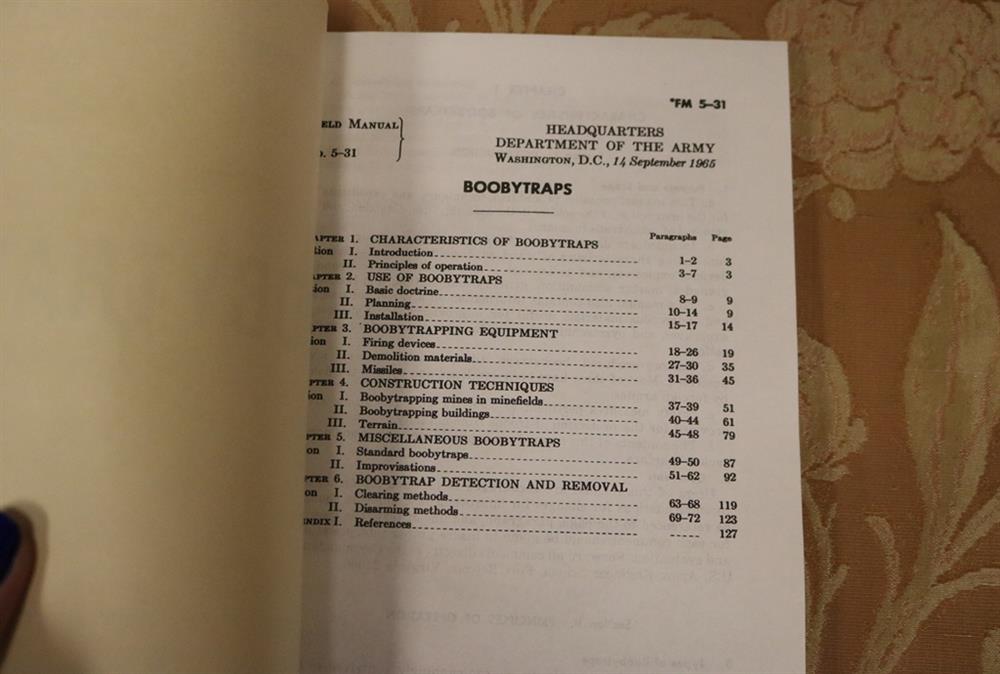 *FM 5-31
ELD MANUAL
. 5-31
HEADQUARTERS
DEPARTMENT OF THE ARMY
WASHINGTON, D.C., 14 September 1965
BOOBYTRAPS
Paragraphs Page
APTER 1. CHARACTERISTICS OF BOOBYTRAPS
tion I. Introduction 1-2 3
II. Principles of operation 3-7 3
APTER 2. USE OF BOOBYTRAPS
ion I. Basic doctrine 8-9 9
II. Planning 10-14 9
III. Installation 15-17 14
PTER 3. BOOBYTRAPPING EQUIPMENT
ion I. Firing devices 18-26 19
II. Demolition materials 27-30 35
III. Missiles 31-36 45
PTER 4. CONSTRUCTION TECHNIQUES
ion I. Boobytrapping mines in minefields 37-39 51
II. Boobytrapping buildings 40-44 61
III. Terrain 45-48 79
PTER 5. MISCELLANEOUS BOOBYTRAPS
on I. Standard boobytraps 49-50 87
II. Improvisations 51-62 92
PTER 6. BOOBYTRAP DETECTION AND REMOVAL
on I. Clearing methods 63-68 119
II. Disarming methods 69-72 123
NDIX I. References ----- 127